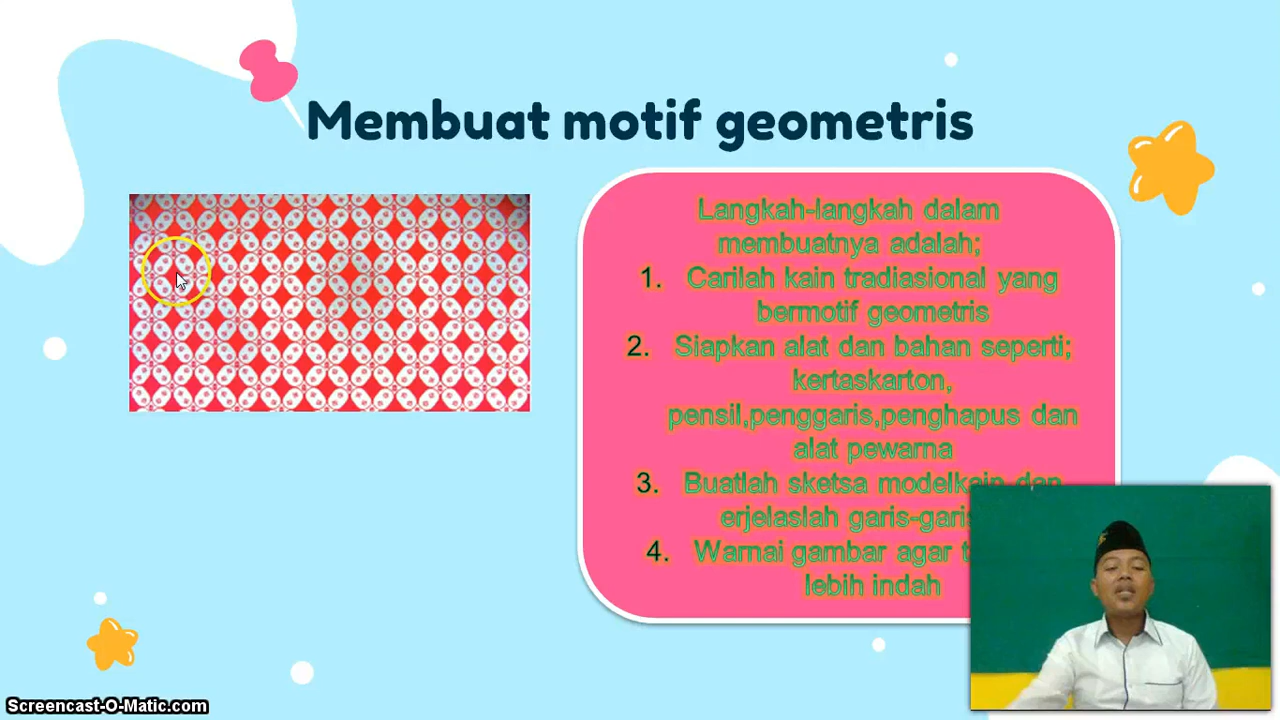 Membuat motif geometris
Langkah-langkah dalam
membuatnya adalah;
1. Carilah kain tradiasional yang
bermotif geometris
2. Siapkan alat dan bahan seperti;
kertaskarton,
pensil,penggaris,penghapus dan
alat pewarna
3. Buatlah sketsa modelkain dan
erjelaslah
4. Warnai gambar agar
lebih indah
Screencast-O-Matic.com